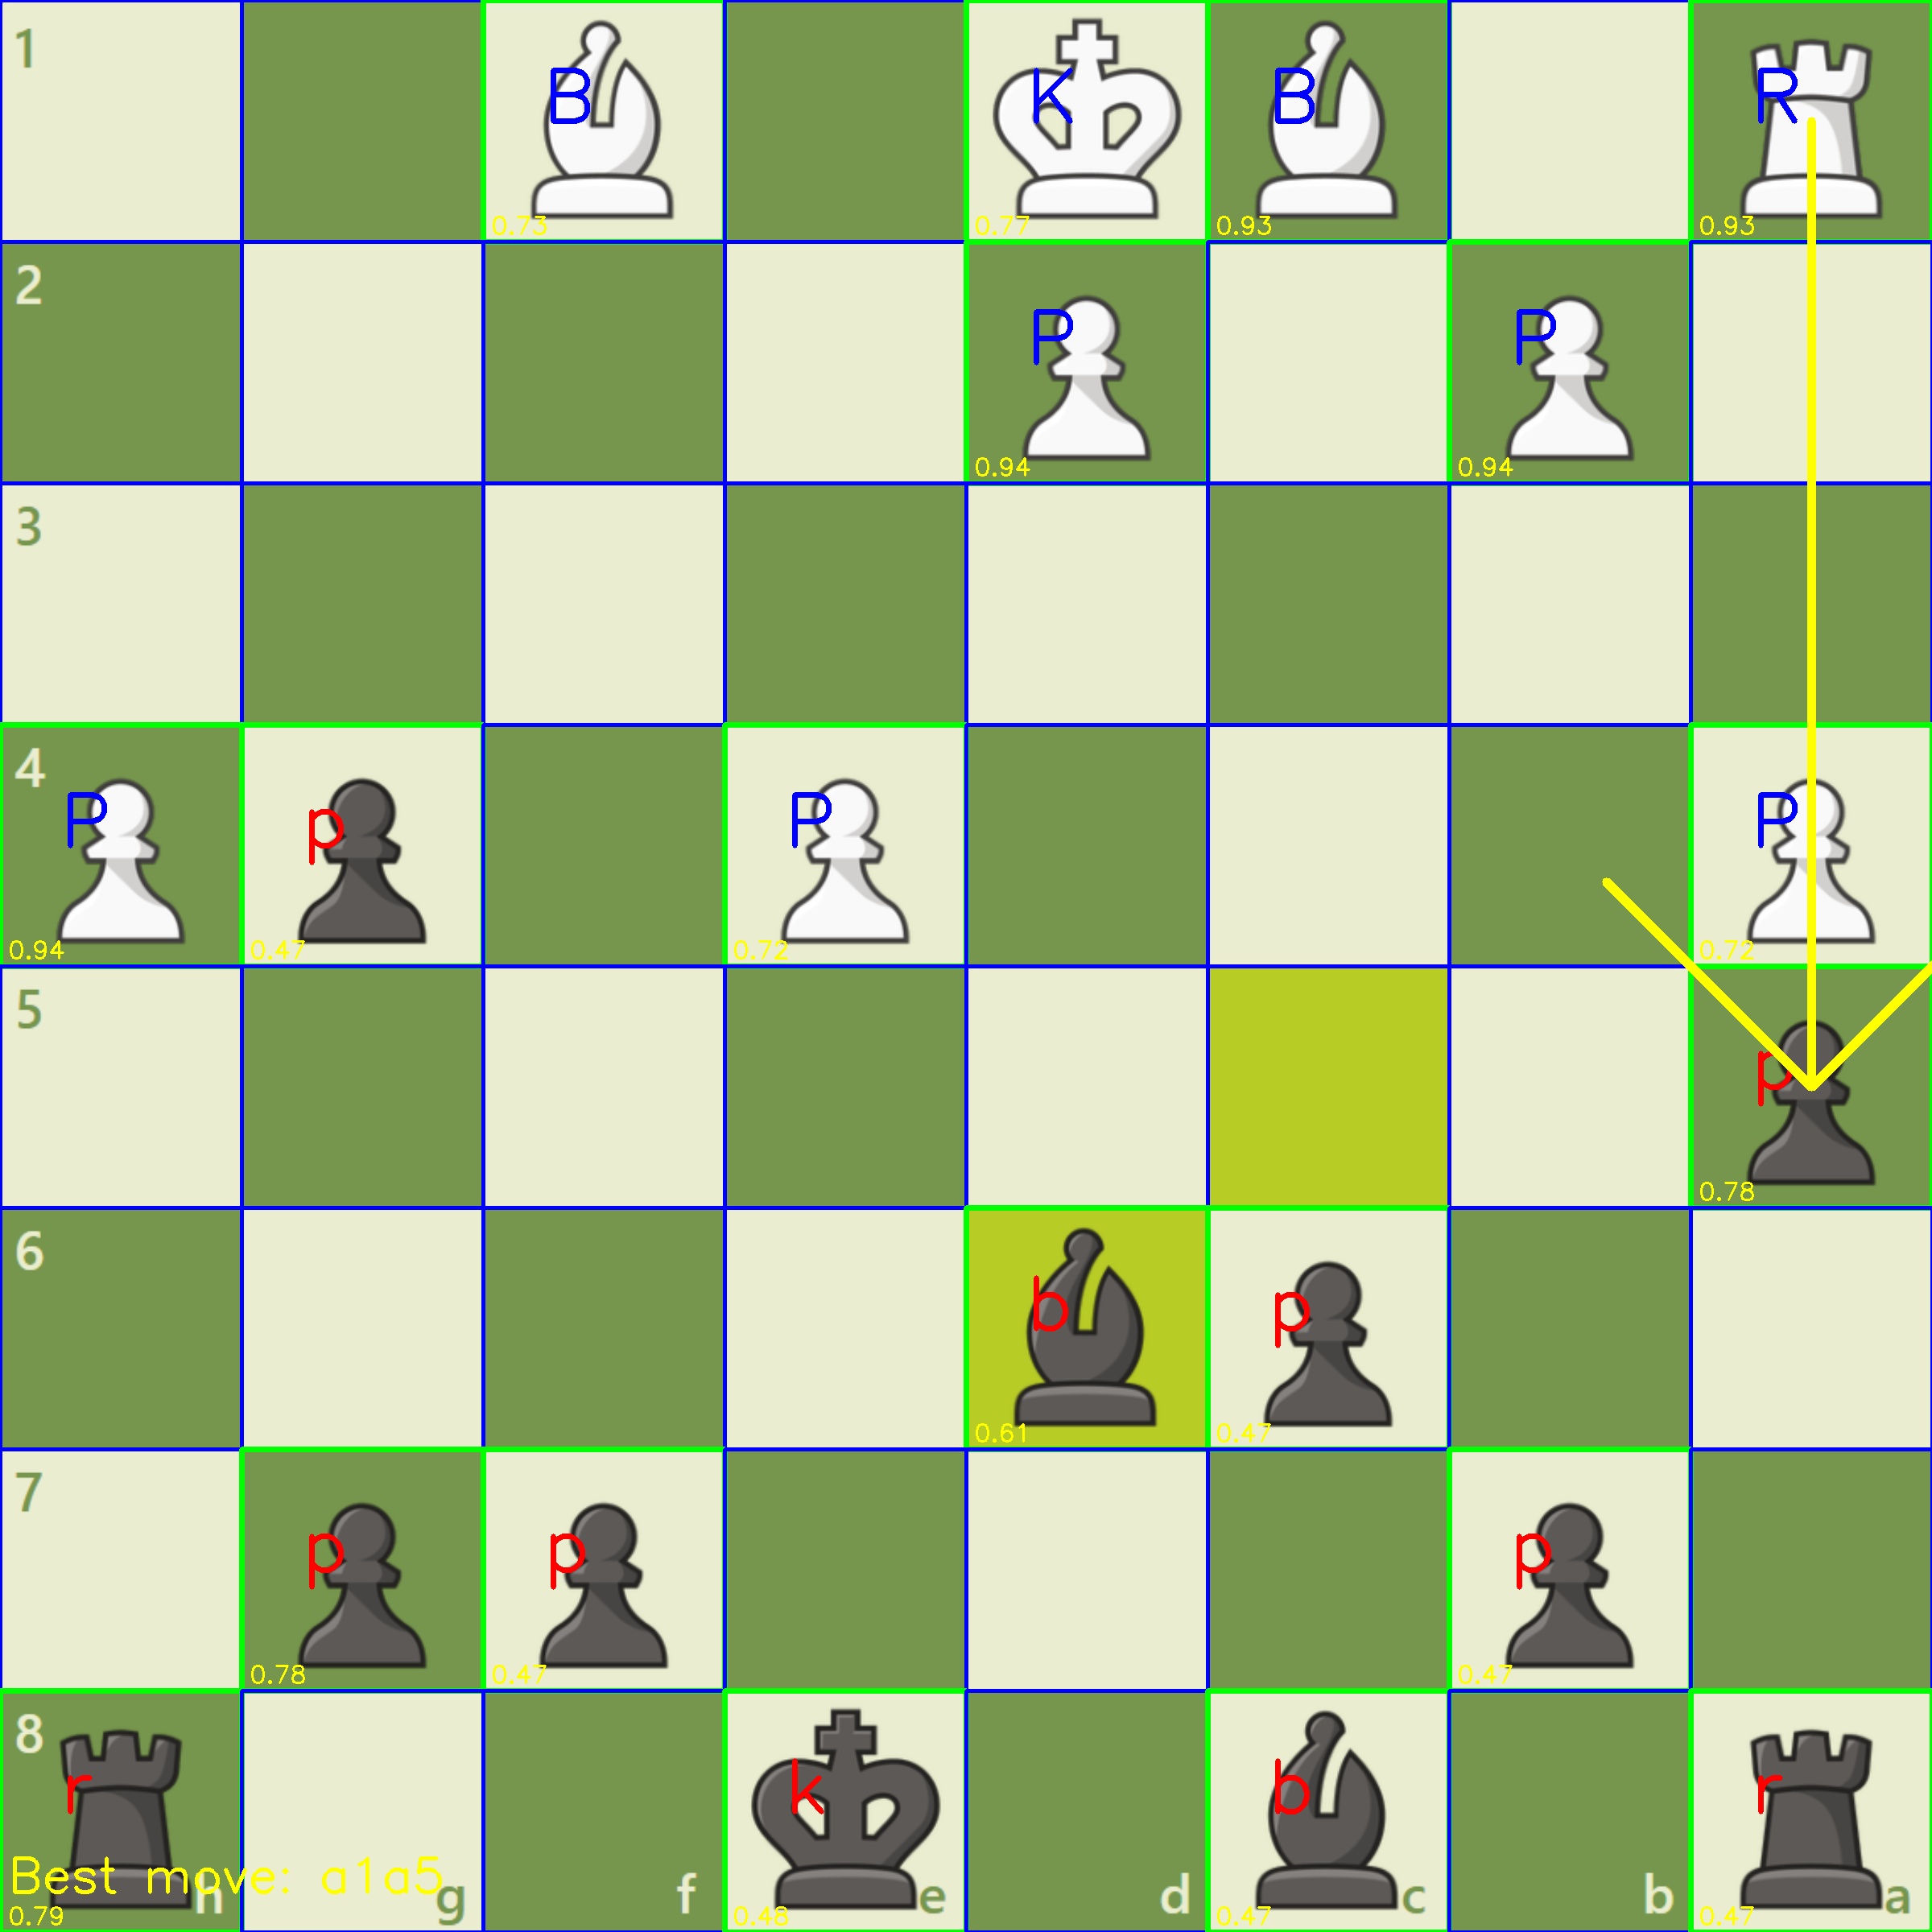 1 B K B R
0.73 0.77 0.93 0.93
2 P P
0.94 0.94
3
4 P p P P
0.94 0.47 0.72 0.72
5 p
0.78
6 b p
0.61 0.47
7 p p p
0.78 0.47 0.47
8 r k b r
Best move: a1a5
h g f e d c b a
0.79 0.48 0.47 0.47